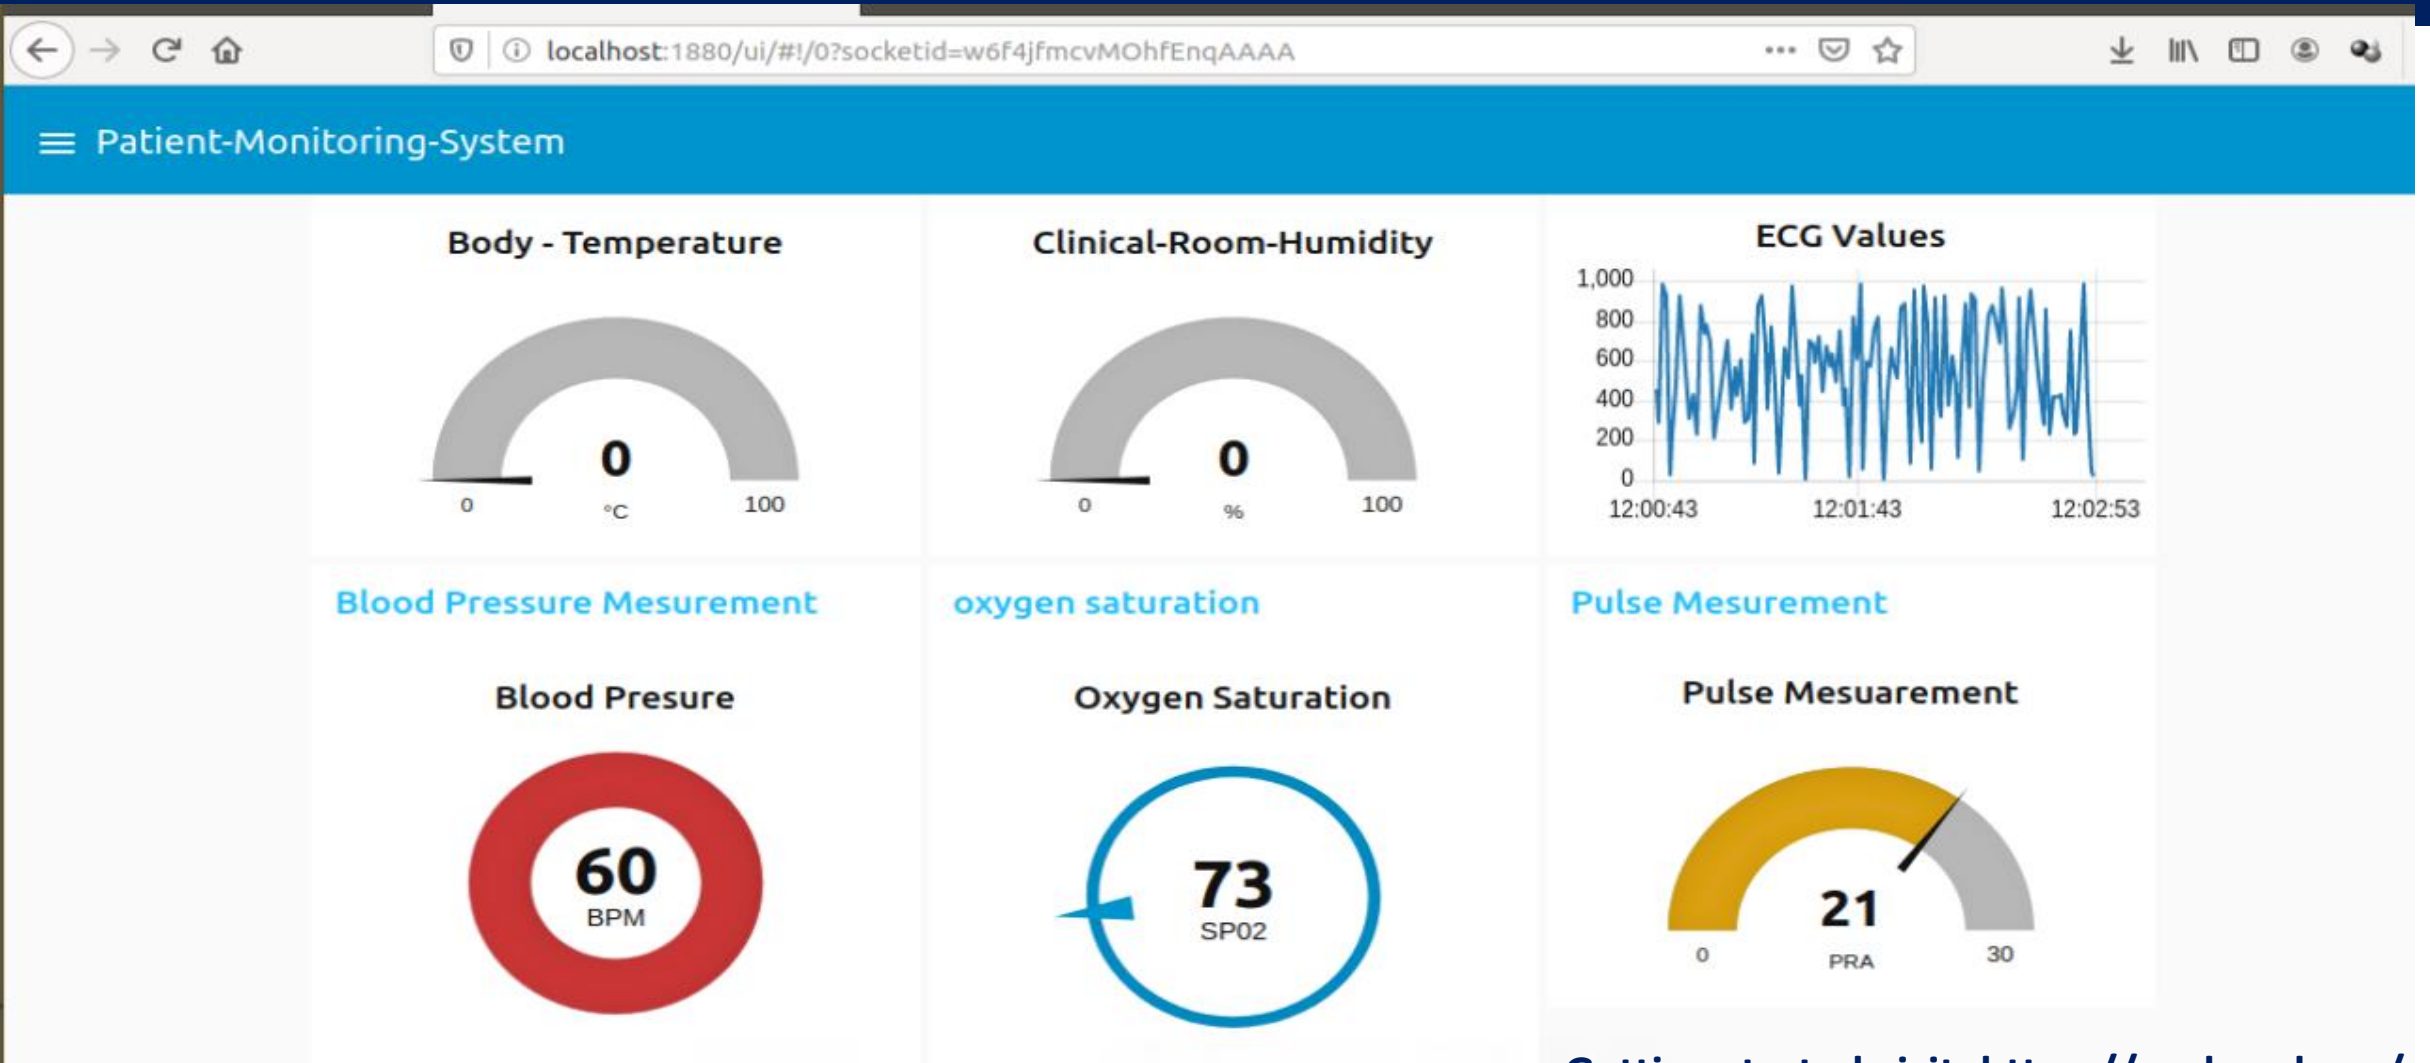 localhost:1880/ui/#!/0?socketid=w6f4jfmcvMOhfEnqAAAA
Patient-Monitoring-System
Body - Temperature
0
0
°C
100
Clinical-Room-Humidity
0
0
%
100
ECG Values
1,000
800
600
400
200
0
12:00:43
12:01:43
12:02:53
Blood Pressure Mesurement
Blood Presure
60
BPM
oxygen saturation
Oxygen Saturation
73
SP02
Pulse Mesurement
Pulse Mesuarement
21
0
PRA
30